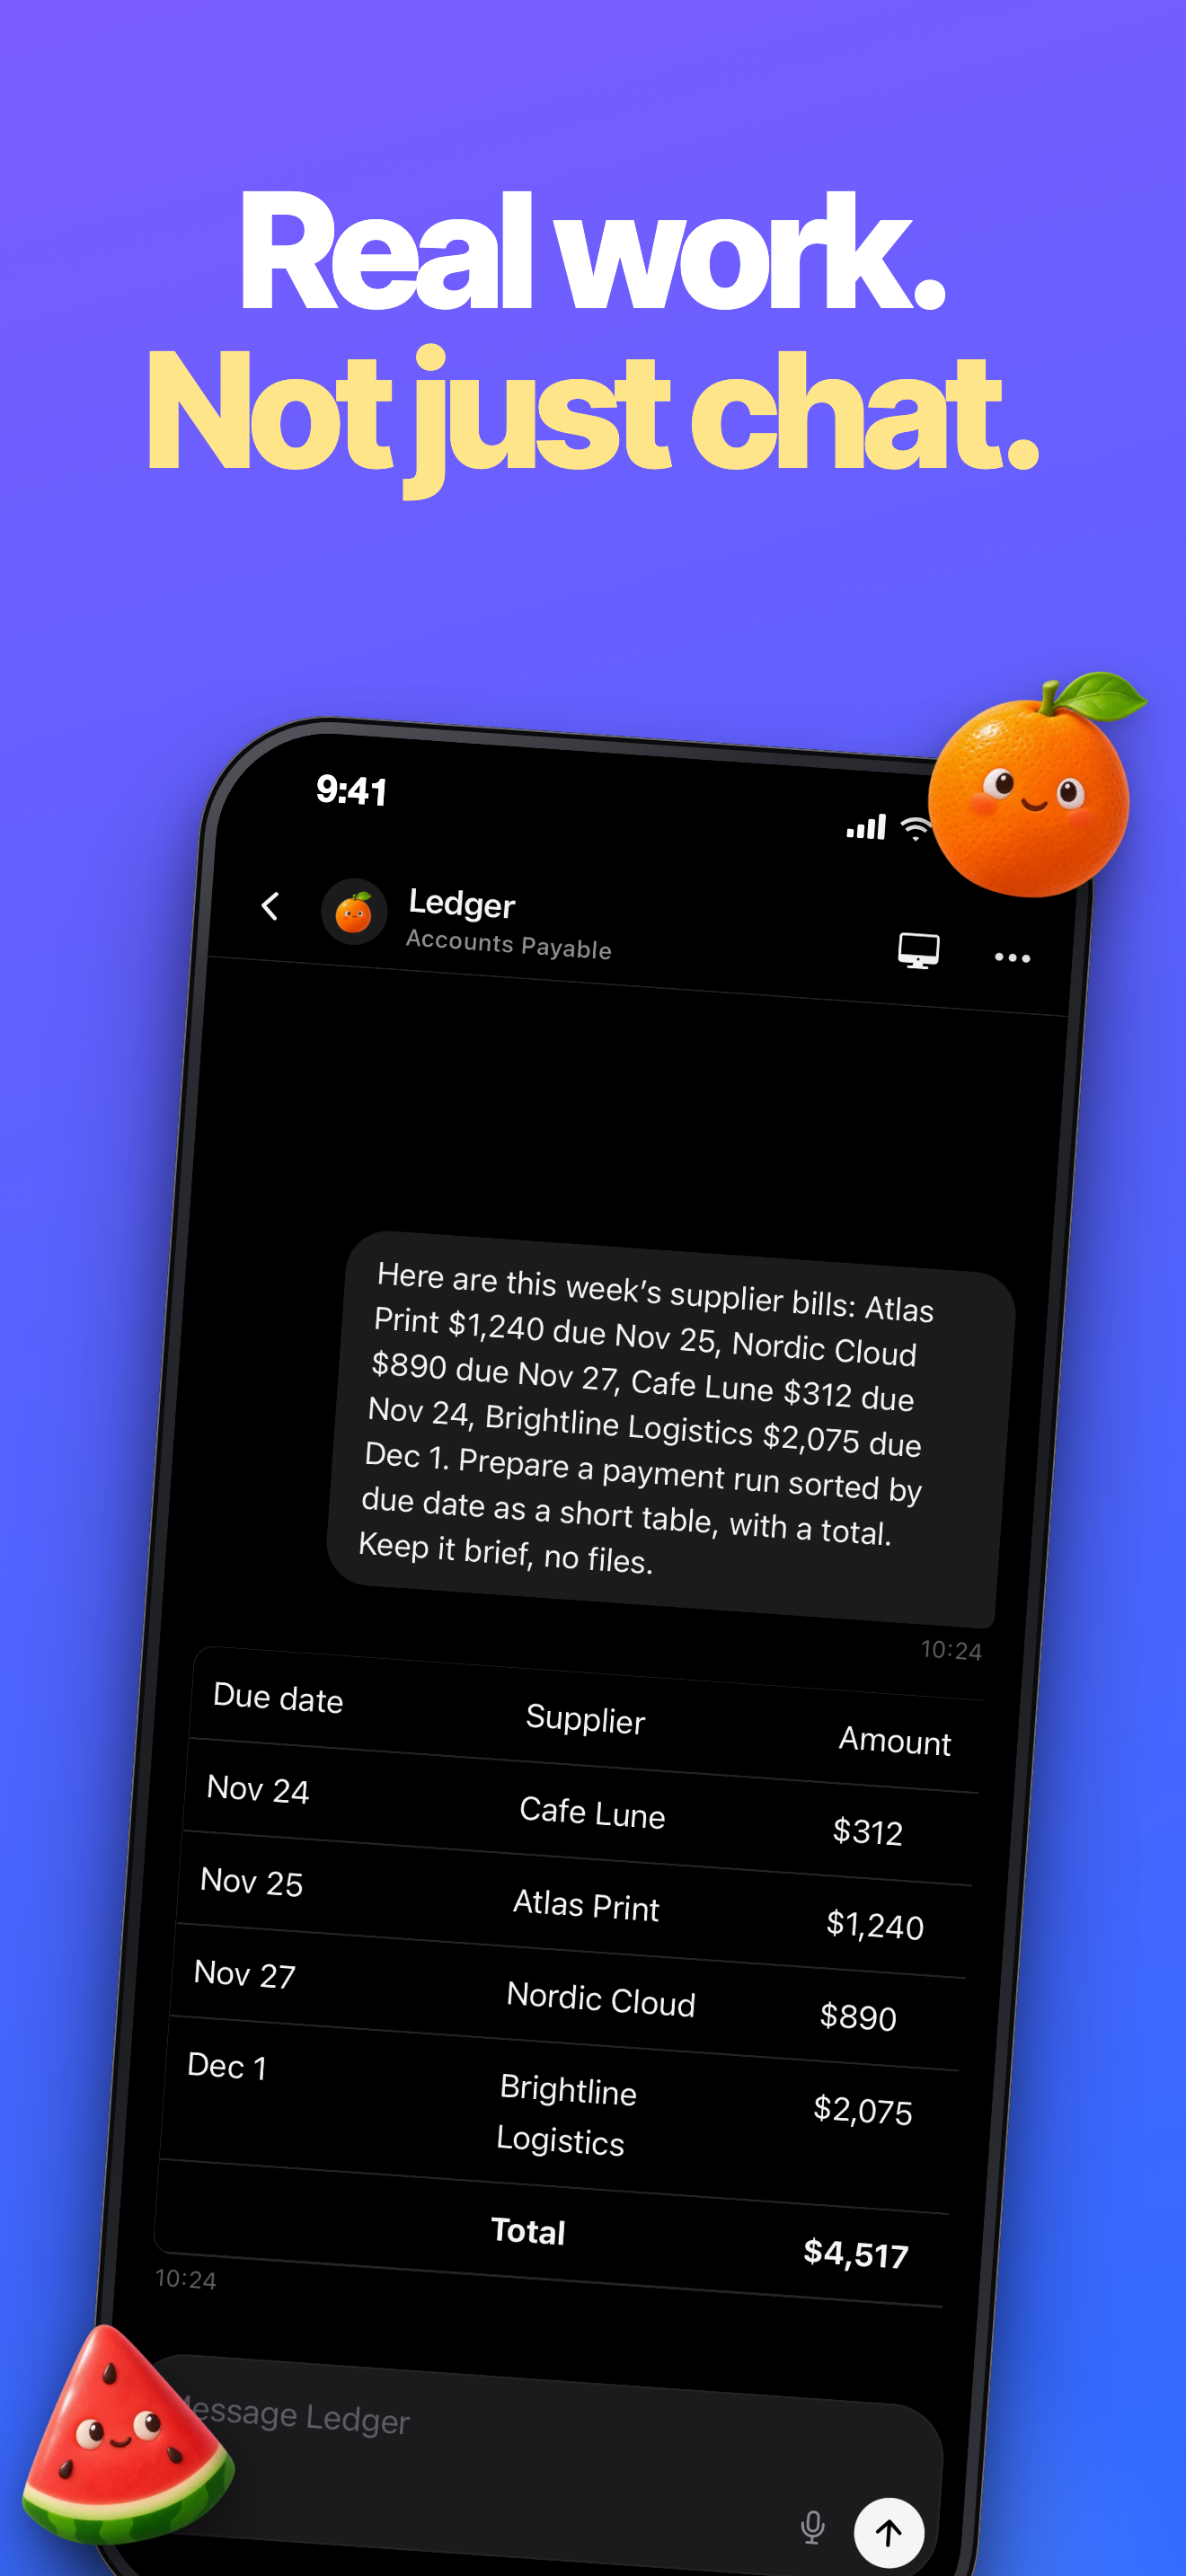 Real work.
Not just chat.
9:41
Ledger
Accounts Payable
Here are this week’s supplier bills: Atlas
Print $1,240 due Nov 25, Nordic Cloud
$890 due Nov 27, Cafe Lune $312 due
Nov 24, Brightline Logistics $2,075 due
Dec 1. Prepare a payment run sorted by
due date as a short table, with a total.
Keep it brief, no files.
10:24
Due date Supplier Amount
Nov 24 Cafe Lune $312
Nov 25 Atlas Print $1,240
Nov 27 Nordic Cloud $890
Dec 1 Brightline $2,075
Logistics
Total $4,517
10:24
Message Ledger